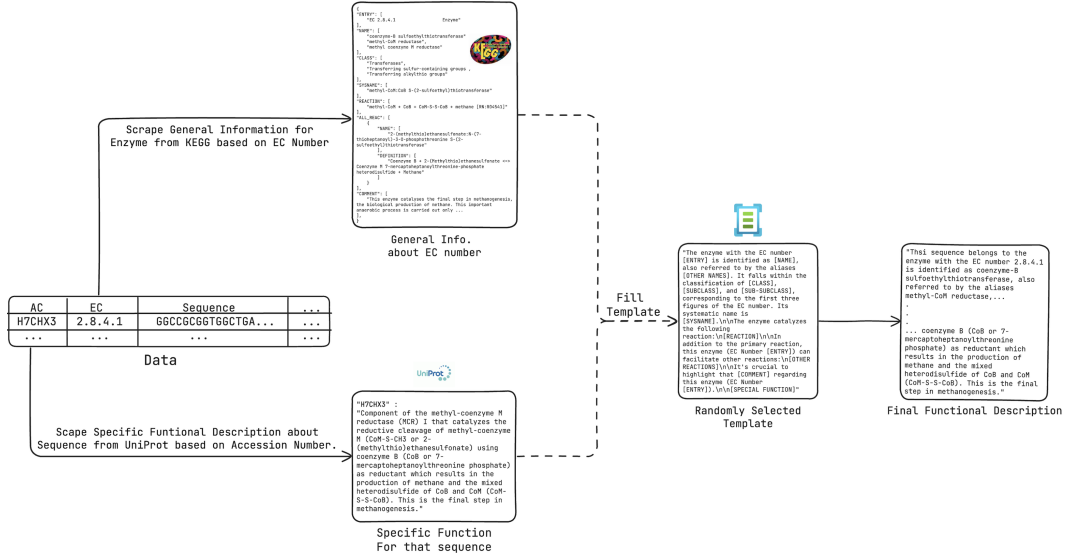 {
"ENTRY": [
"EC 2.8.4.1 Enzyme"
],
"NAME": [
"coenzyme-B sulfoethylthiotransferase"
"methyl-CoM reductase",
"methyl coenzyme M reductase"
],
"CLASS": [
"Transferases",
"Transferring sulfur-containing groups ,
"Transferring alkylthio groups"
],
"SYSNAME": [
"methyl-CoM:CoB S-(2-sulfoethyl)thiotransferase"
],
"REACTION": [
"methyl-CoM + CoB = CoM-S-S-CoB + methane [RN:R04541]"
],
"ALL_REAC": [
{
"NAME": [
"2-(methylthio)ethanesulfonate:N-(7-
thioheptanoyl)-3-O-phosphothreonine S-(2-
sulfoethyl)thiotransferase"
],
"DEFINITION": [
"Coenzyme B + 2-(Methylthio)ethanesulfonate <=>
Coenzyme M 7-mercaptoheptanoylthreonine-phosphate
heterodisulfide + Methane"
]
}
],
"COMMENT": [
"This enzyme catalyses the final step in methanogenesis,
the biological production of methane. This important
anaerobic process is carried out only ...
],
}
KEGG
Scrape General Information for
Enzyme from KEGG based on EC Number
General Info.
about EC number
AC EC Sequence ...
H7CHX3 2.8.4.1 GGCCGCGGTGGCTGA... ...
... ... ... ...
Data
Scape Specific Funtional Description about
Sequence from UniProt based on Accession Number.
UniProt
"H7CHX3" :
"Component of the methyl-coenzyme M
reductase (MCR) I that catalyzes the
reductive cleavage of methyl-coenzyme
M (CoM-S-CH3 or 2-
(methylthio)ethanesulfonate) using
coenzyme B (CoB or 7-
mercaptoheptanoylthreonine phosphate)
as reductant which results in the
production of methane and the mixed
heterodisulfide of CoB and CoM (CoM-
S-S-CoB). This is the final step in
methanogenesis."
Specific Function
For that sequence
Fill
Template
"The enzyme with the EC number
[ENTRY] is identified as [NAME],
also referred to by the aliases
[OTHER NAMES]. It falls within the
classification of [CLASS],
[SUBCLASS], and [SUB-SUBCLASS],
corresponding to the first three
figures of the EC number. Its
systematic name is
[SYSNAME].\n\nThe enzyme catalyzes
the following
reaction:\n[REACTION]\n\nIn
addition to the primary reaction,
this enzyme (EC Number [ENTRY]) can
facilitate other reactions:\n[OTHER
REACTIONS]\n\nIt's crucial to
highlight that [COMMENT] regarding
this enzyme (EC Number
[ENTRY]).\n\n[SPECIAL FUNCTION]"
Randomly Selected
Template
"Thsi sequence belongs to the
enzyme with the EC number 2.8.4.1
is identified as coenzyme-B
sulfoethylthiotransferase, also
referred to by the aliases
methyl-CoM reductase,...
.
.
.
... coenzyme B (CoB or 7-
mercaptoheptanoylthreonine
phosphate) as reductant which
results in the production of
methane and the mixed
heterodisulfide of CoB and CoM
(CoM-S-S-CoB). This is the final
step in methanogenesis."
Final Functional Description